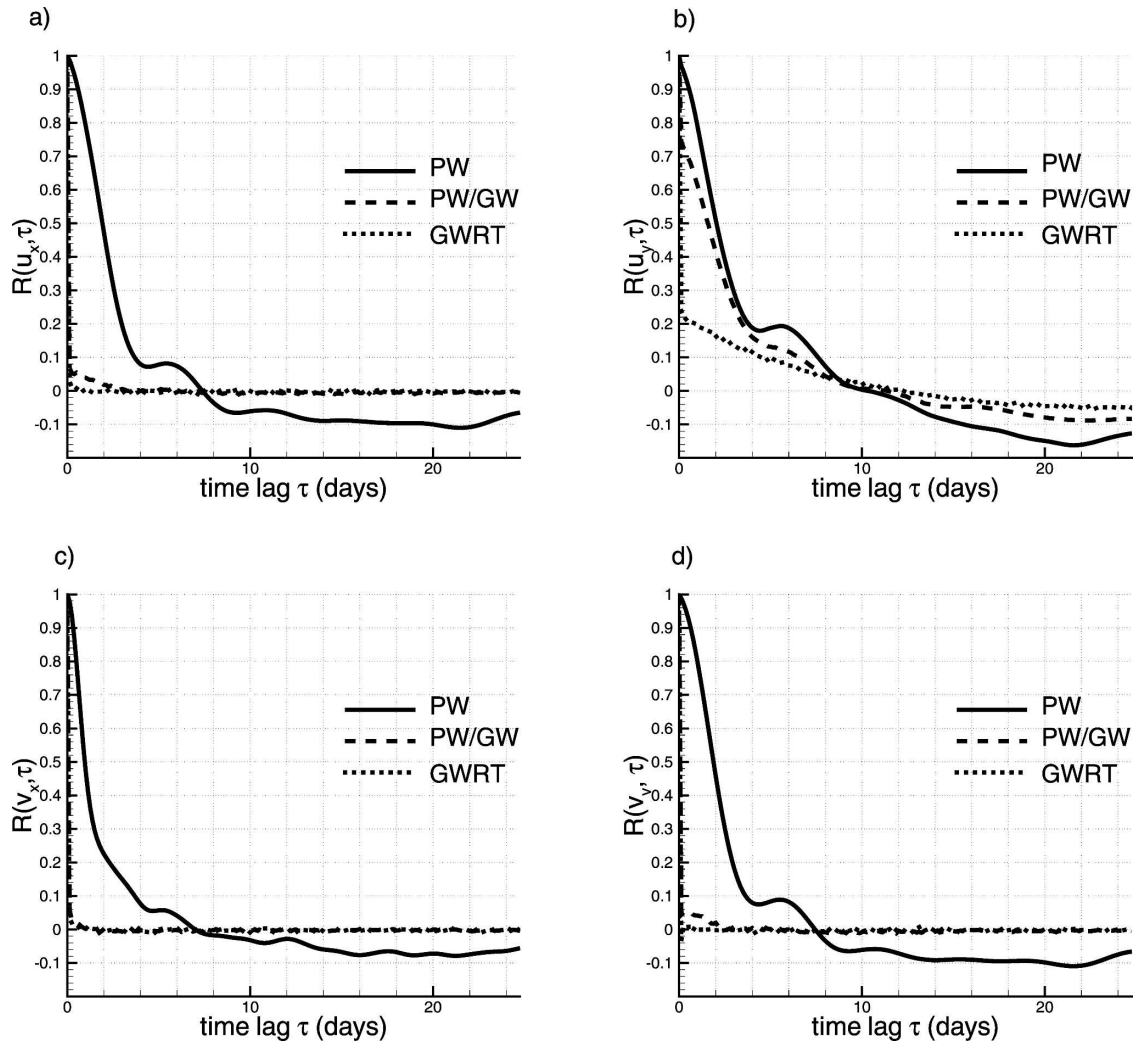 a)
1
0.9
0.8
0.7
0.6
0.5
0.4
0.3
0.2
0.1
0
-0.1
R(u_x,τ)
PW
PW/GW
GWRT
0 10 20
time lag τ (days)
b)
1
0.9
0.8
0.7
0.6
0.5
0.4
0.3
0.2
0.1
0
-0.1
R(u_y,τ)
PW
PW/GW
GWRT
0 10 20
time lag τ (days)
c)
1
0.9
0.8
0.7
0.6
0.5
0.4
0.3
0.2
0.1
0
-0.1
R(v_x,τ)
PW
PW/GW
GWRT
0 10 20
time lag τ (days)
d)
1
0.9
0.8
0.7
0.6
0.5
0.4
0.3
0.2
0.1
0
-0.1
R(v_y, τ)
PW
PW/GW
GWRT
0 10 20
time lag τ (days)